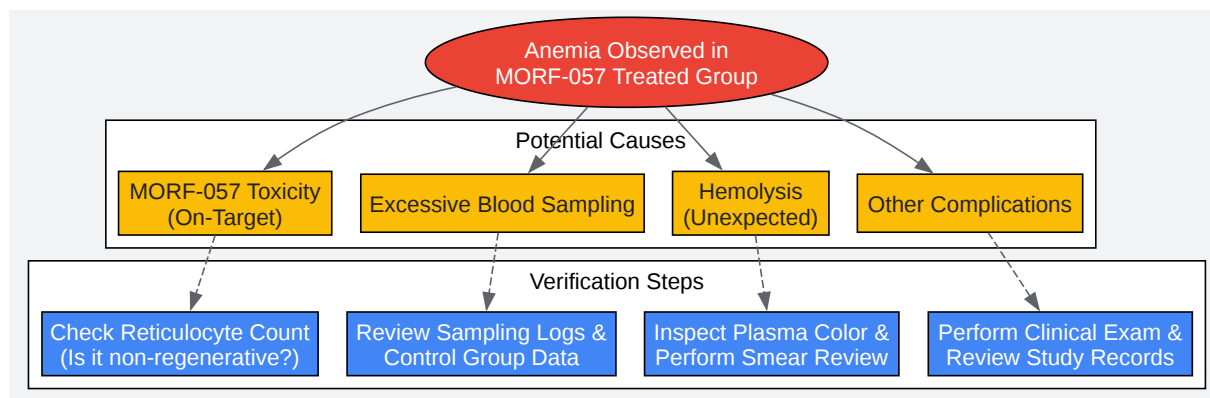 Anemia Observed in
MORF-057 Treated Group
Potential Causes
MORF-057 Toxicity
(On-Target)
Excessive Blood Sampling
Hemolysis
(Unexpected)
Other Complications
Verification Steps
Check Reticulocyte Count
(Is it non-regenerative?)
Review Sampling Logs &
Control Group Data
Inspect Plasma Color &
Perform Smear Review
Perform Clinical Exam &
Review Study Records